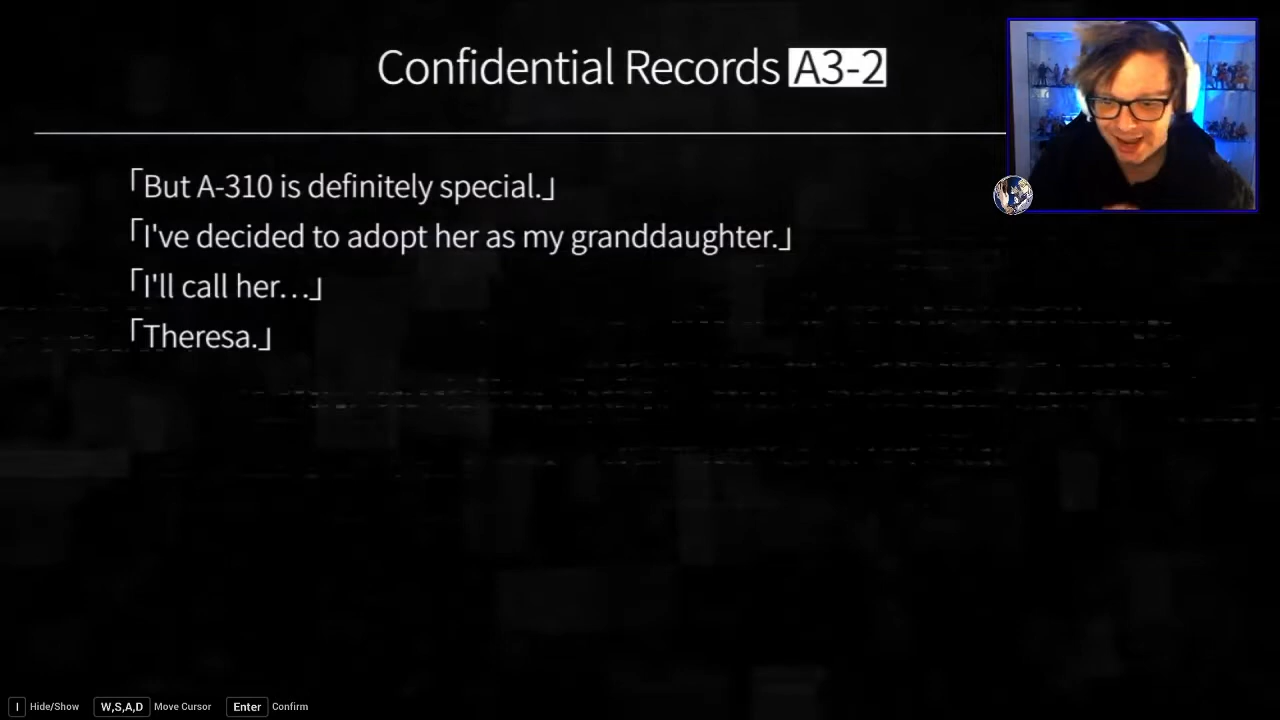 Confidential Records A3-2
「But A-310 is definitely special.」
「I've decided to adopt her as my granddaughter.」
「I'll call her…」
「Theresa.」
I Hide/Show W,S,A,D Move Cursor Enter Confirm